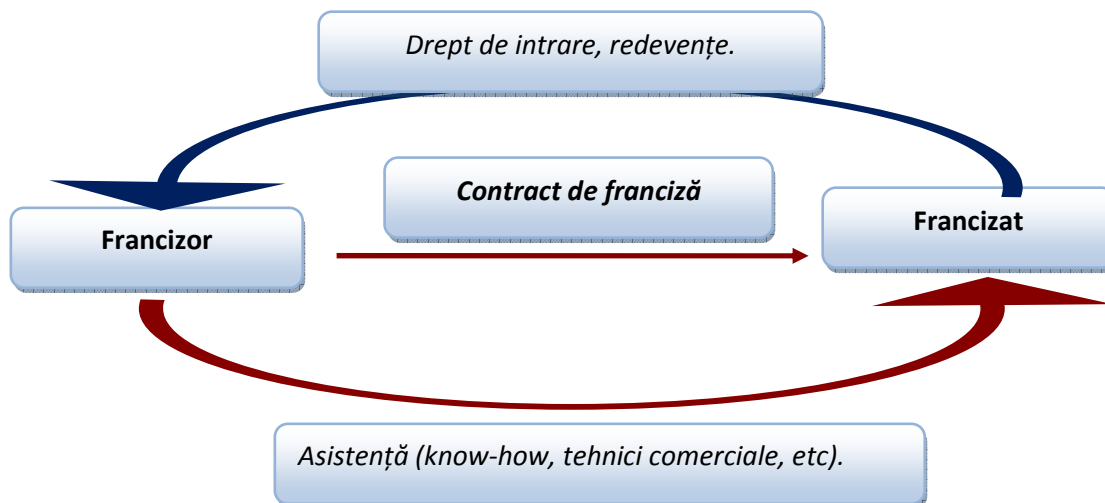 Drept de intrare, redevențe.
Contract de franciză
Francizor
Francizat
Asistență (know-how, tehnici comerciale, etc).